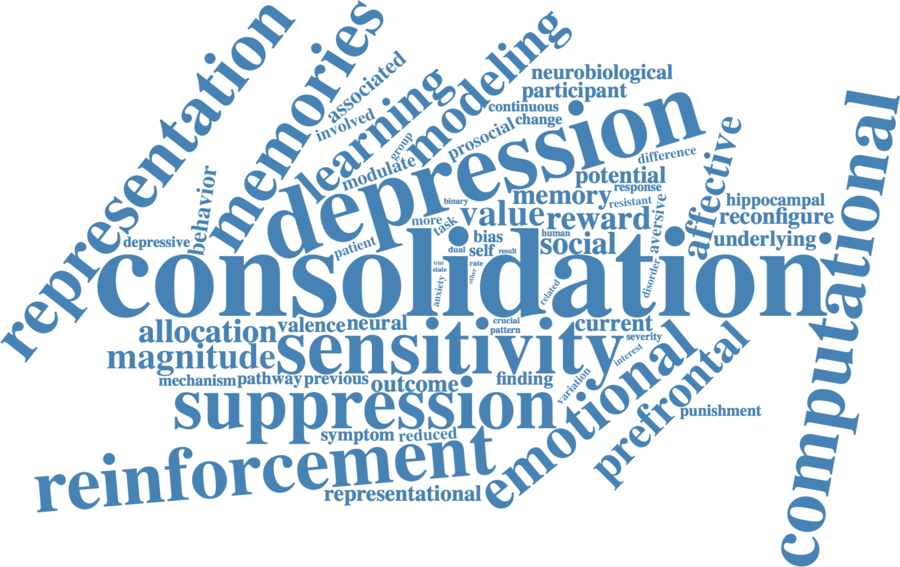 representation
memories
associated
involved
learning
modeling
group
modulate
prosocial
continuous
change
neurobiological
participant
depression
difference
potential
response
resistant
memory
binary
value
reward
more
task
affective
aversive
hippocampal
reconfigure
underlying
behavior
depressive
patient
bias
self
dual
result
human
social
consolidation
trial
state
rate
other
anxiety
related
disorder
computational
allocation
valence
neural
crucial
pattern
current
severity
magnitude
sensitivity
interest
mechanism
pathway
previous
outcome
finding
variation
emotional
prefrontal
suppression
punishment
symptom
reduced
reinforcement
representational